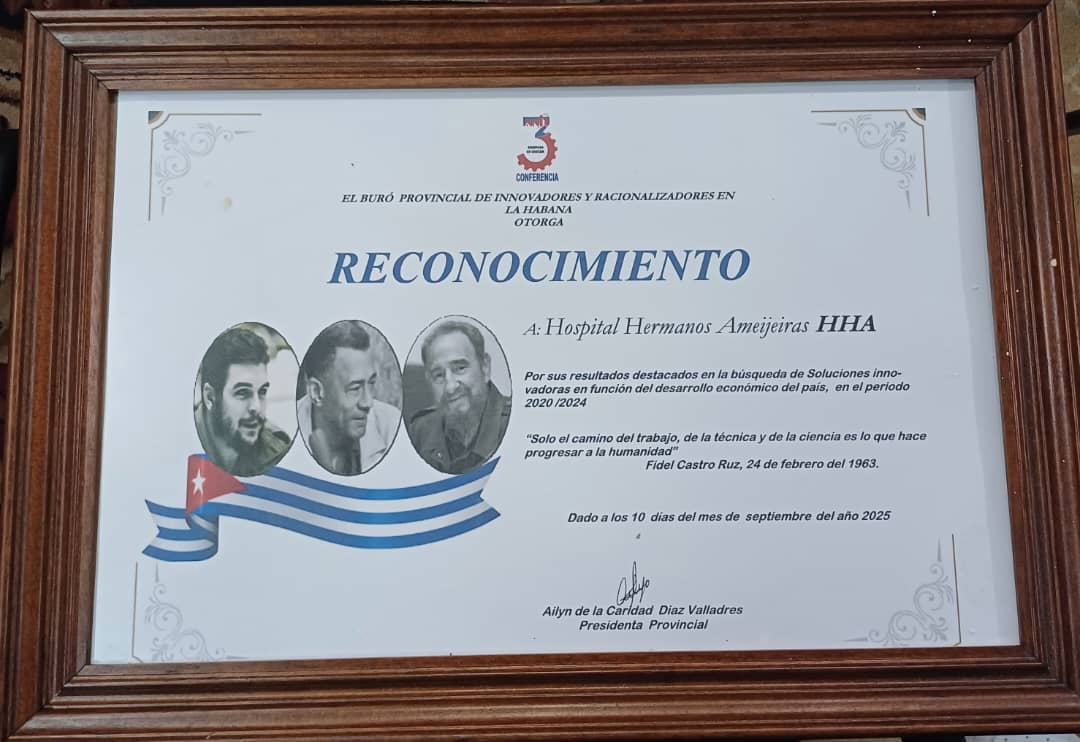 3
CONFERENCIA
EL BURÓ PROVINCIAL DE INNOVADORES Y RACIONALIZADORES EN
LA HABANA
OTORGA
RECONOCIMIENTO
A: Hospital Hermanos Ameijeiras HHA
Por sus resultados destacados en la búsqueda de Soluciones inno-
vadoras en función del desarrollo económico del país, en el periodo
2020 /2024
"Solo el camino del trabajo, de la técnica y de la ciencia es lo que hace
progresar a la humanidad"
Fidel Castro Ruz, 24 de febrero del 1963.
Dado a los 10 días del mes de septiembre del año 2025
Ailyn de la Caridad Diaz Valladres
Presidenta Provincial